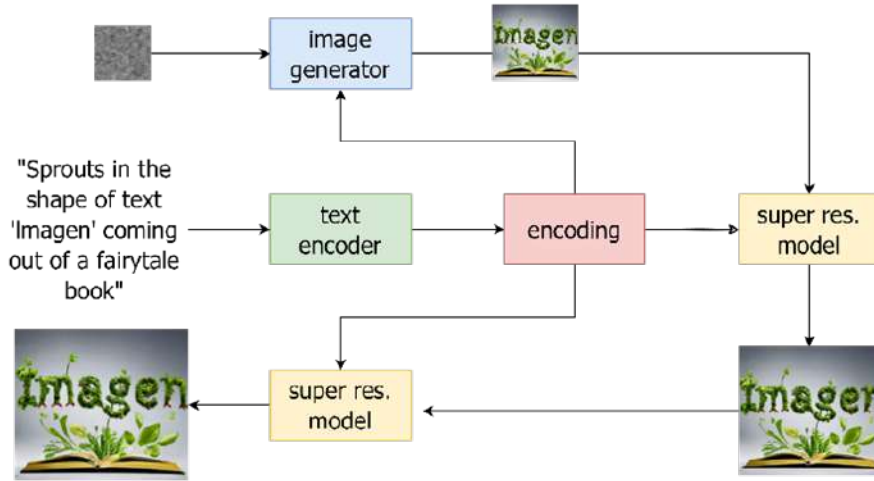 image
generator
Imagen
"Sprouts in the
shape of text
'Imagen' coming
out of a fairytale
book"
text
encoder
encoding
super res.
model
Imagen
super res.
model
Imagen